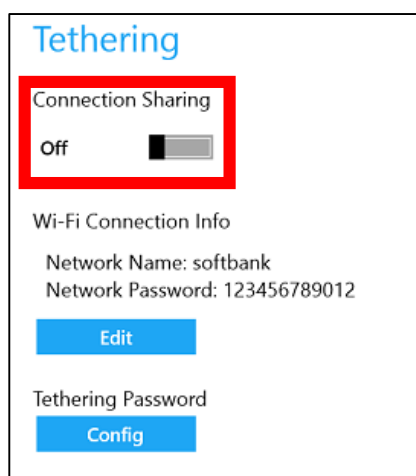 Tethering
Connection Sharing
Off
Wi-Fi Connection Info
Network Name: softbank
Network Password: 123456789012
Edit
Tethering Password
Config